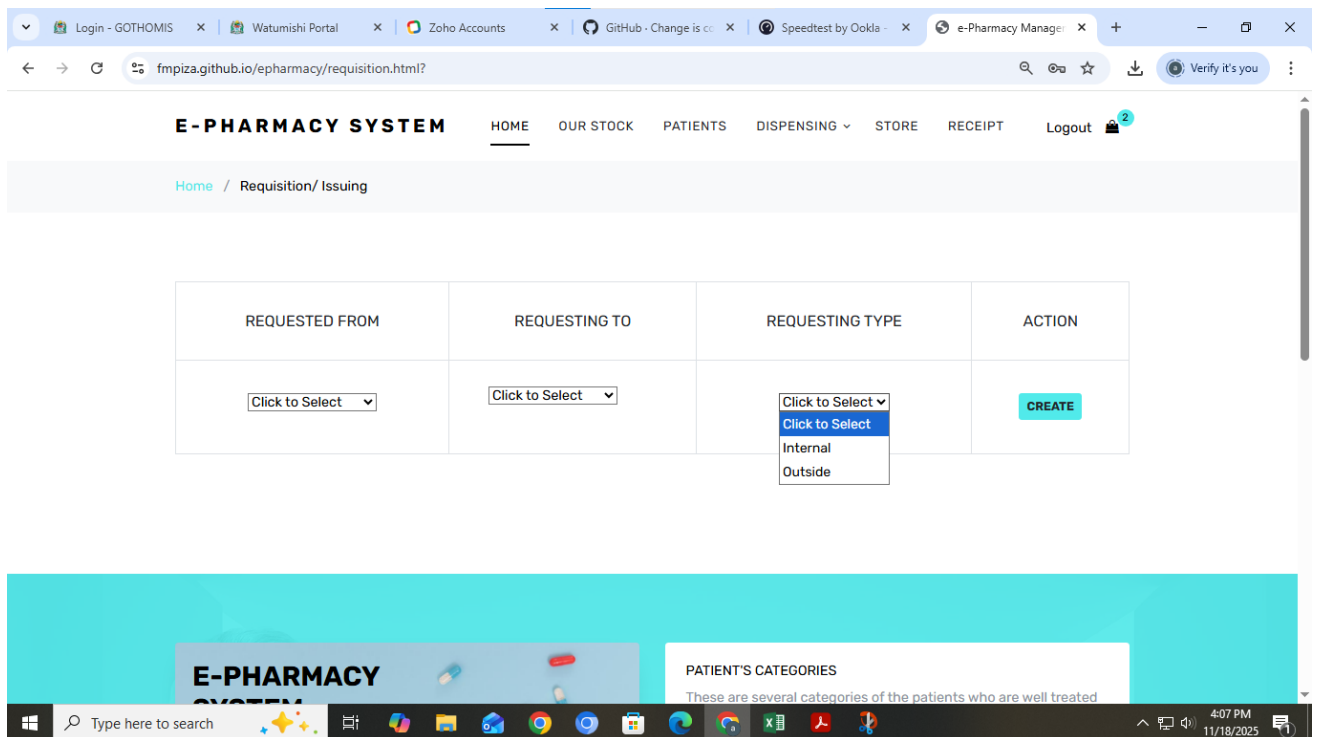 Login - GOTHOMIS
Watumishi Portal
Zoho Accounts
GitHub · Change is co
Speedtest by Ookla -
e-Pharmacy Manager
fmpiza.github.io/epharmacy/requisition.html?
Verify it's you
E-PHARMACY SYSTEM
HOME
OUR STOCK
PATIENTS
DISPENSING
STORE
RECEIPT
Logout
2
Home / Requisition/ Issuing
REQUESTED FROM
REQUESTING TO
REQUESTING TYPE
ACTION
Click to Select
Click to Select
Click to Select
CREATE
Click to Select
Internal
Outside
E-PHARMACY
SYSTEM
PATIENT'S CATEGORIES
These are several categories of the patients who are well treated
Type here to search
4:07 PM
11/18/2025
1